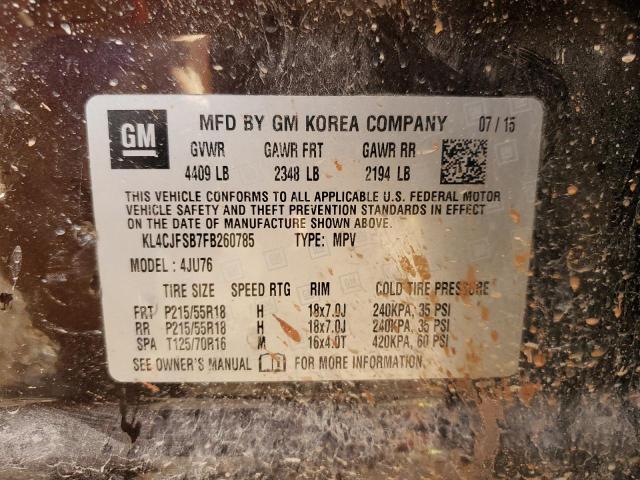 GM MFD BY GM KOREA COMPANY 07/15
GVWR GAWR FRT GAWR RR
4409 LB 2348 LB 2194 LB
THIS VEHICLE CONFORMS TO ALL APPLICABLE U.S. FEDERAL MOTOR
VEHICLE SAFETY AND THEFT PREVENTION STANDARDS IN EFFECT
ON THE DATE OF MANUFACTURE SHOWN ABOVE.
KL4CJFSB7FB260785 TYPE: MPV
MODEL: 4JU76
TIRE SIZE SPEED RTG RIM COLD TIRE PRESSURE
FRT P215/55R18 H 18x7.0J 240KPA, 35 PSI
RR P215/55R18 H 18x7.0J 240KPA, 35 PSI
SPA T125/70R16 M 16x4.0T 420KPA, 60 PSI
SEE OWNER'S MANUAL FOR MORE INFORMATION.